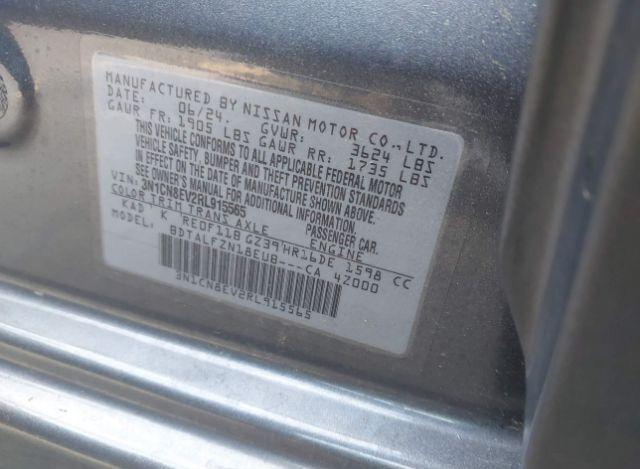 MANUFACTURED BY NISSAN MOTOR CO.,LTD.
DATE: 06/24. GVWR: 3624 LBS
GAWR FR: 1905 LBS GAWR RR: 1735 LBS
THIS VEHICLE CONFORMS TO ALL APPLICABLE FEDERAL MOTOR
VEHICLE SAFETY, BUMPER, AND THEFT PREVENTION STANDARDS
IN EFFECT ON THE DATE OF MANUFACTURE SHOWN ABOVE.
SEE OWNER'S MANUAL FOR ADDITIONAL INFORMATION.
VIN: 3N1CN8EV2RL915565 PASSENGER CAR.
COLOR TRIM TRANS AXLE ENGINE
KAD K RE0F11B GZ39 HR16DE 1598 CC
MODEL: BDTALFZN18EUB---CA 4Z000
3N1CN8EV2RL915565